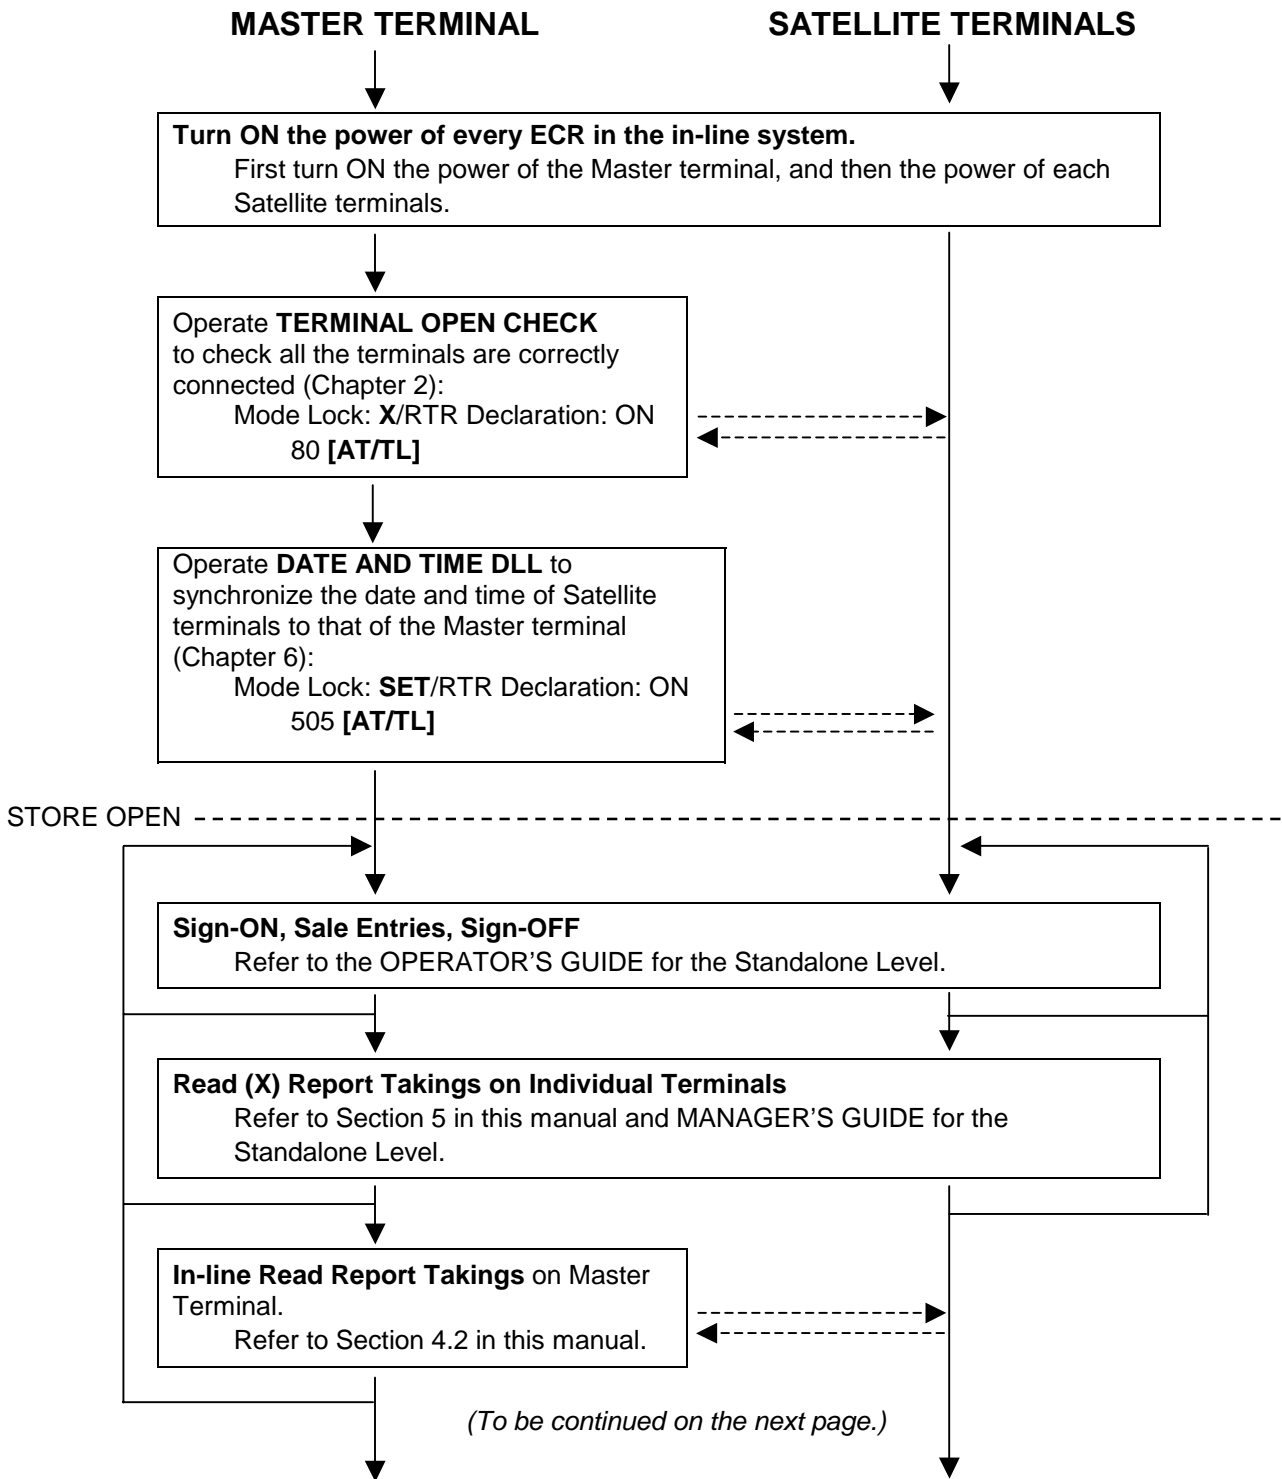 MASTER TERMINAL
SATELLITE TERMINALS
Turn ON the power of every ECR in the in-line system.
First turn ON the power of the Master terminal, and then the power of each
Satellite terminals.
Operate TERMINAL OPEN CHECK
to check all the terminals are correctly
connected (Chapter 2):
Mode Lock: X/RTR Declaration: ON
80 [AT/TL]
Operate DATE AND TIME DLL to
synchronize the date and time of Satellite
terminals to that of the Master terminal
(Chapter 6):
Mode Lock: SET/RTR Declaration: ON
505 [AT/TL]
STORE OPEN
Sign-ON, Sale Entries, Sign-OFF
Refer to the OPERATOR'S GUIDE for the Standalone Level.
Read (X) Report Takings on Individual Terminals
Refer to Section 5 in this manual and MANAGER'S GUIDE for the
Standalone Level.
In-line Read Report Takings on Master
Terminal.
Refer to Section 4.2 in this manual.
(To be continued on the next page.)